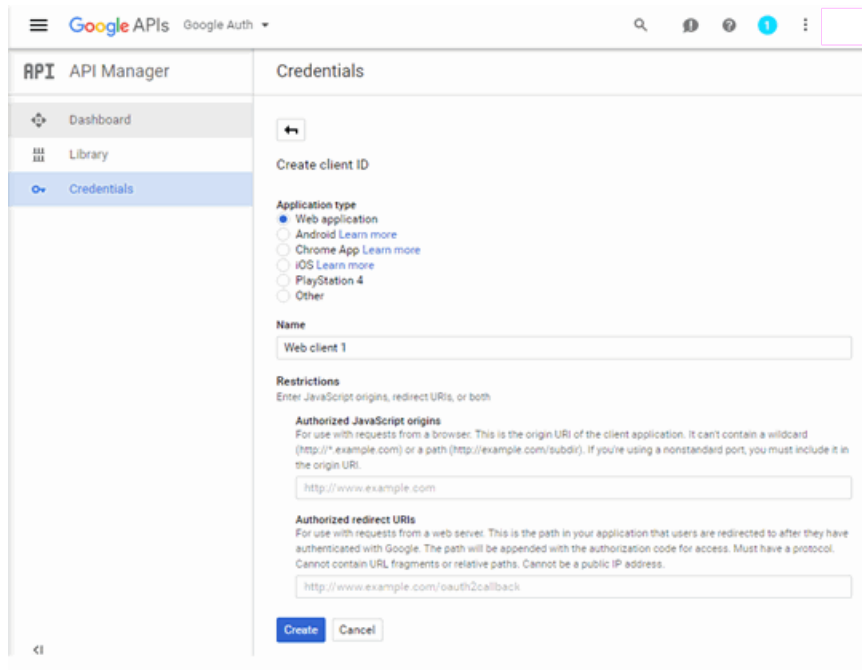 Google APIs Google Auth
1
API API Manager
Credentials
Dashboard
Library
Credentials
Create client ID
Application type
Web application
Android Learn more
Chrome App Learn more
iOS Learn more
PlayStation 4
Other
Name
Web client 1
Restrictions
Enter JavaScript origins, redirect URIs, or both
Authorized JavaScript origins
For use with requests from a browser. This is the origin URI of the client application. It can't contain a wildcard
(http://*.example.com) or a path (http://example.com/subdir). If you're using a nonstandard port, you must include it in
the origin URI.
http://www.example.com
Authorized redirect URIs
For use with requests from a web server. This is the path in your application that users are redirected to after they have
authenticated with Google. The path will be appended with the authorization code for access. Must have a protocol.
Cannot contain URL fragments or relative paths. Cannot be a public IP address.
http://www.example.com/oauth2callback
Create Cancel